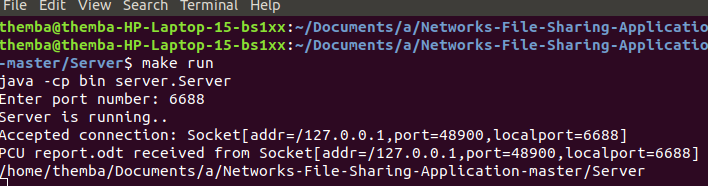 File Edit View Search Terminal Help
themba@themba-HP-Laptop-15-bs1xx:~/Documents/a/Networks-File-Sharing-Applicatio
themba@themba-HP-Laptop-15-bs1xx:~/Documents/a/Networks-File-Sharing-Applicatio
-master/Server$ make run
java -cp bin server.Server
Enter port number: 6688
Server is running..
Accepted connection: Socket[addr=/127.0.0.1,port=48900,localport=6688]
PCU report.odt received from Socket[addr=/127.0.0.1,port=48900,localport=6688]
/home/themba/Documents/a/Networks-File-Sharing-Application-master/Server